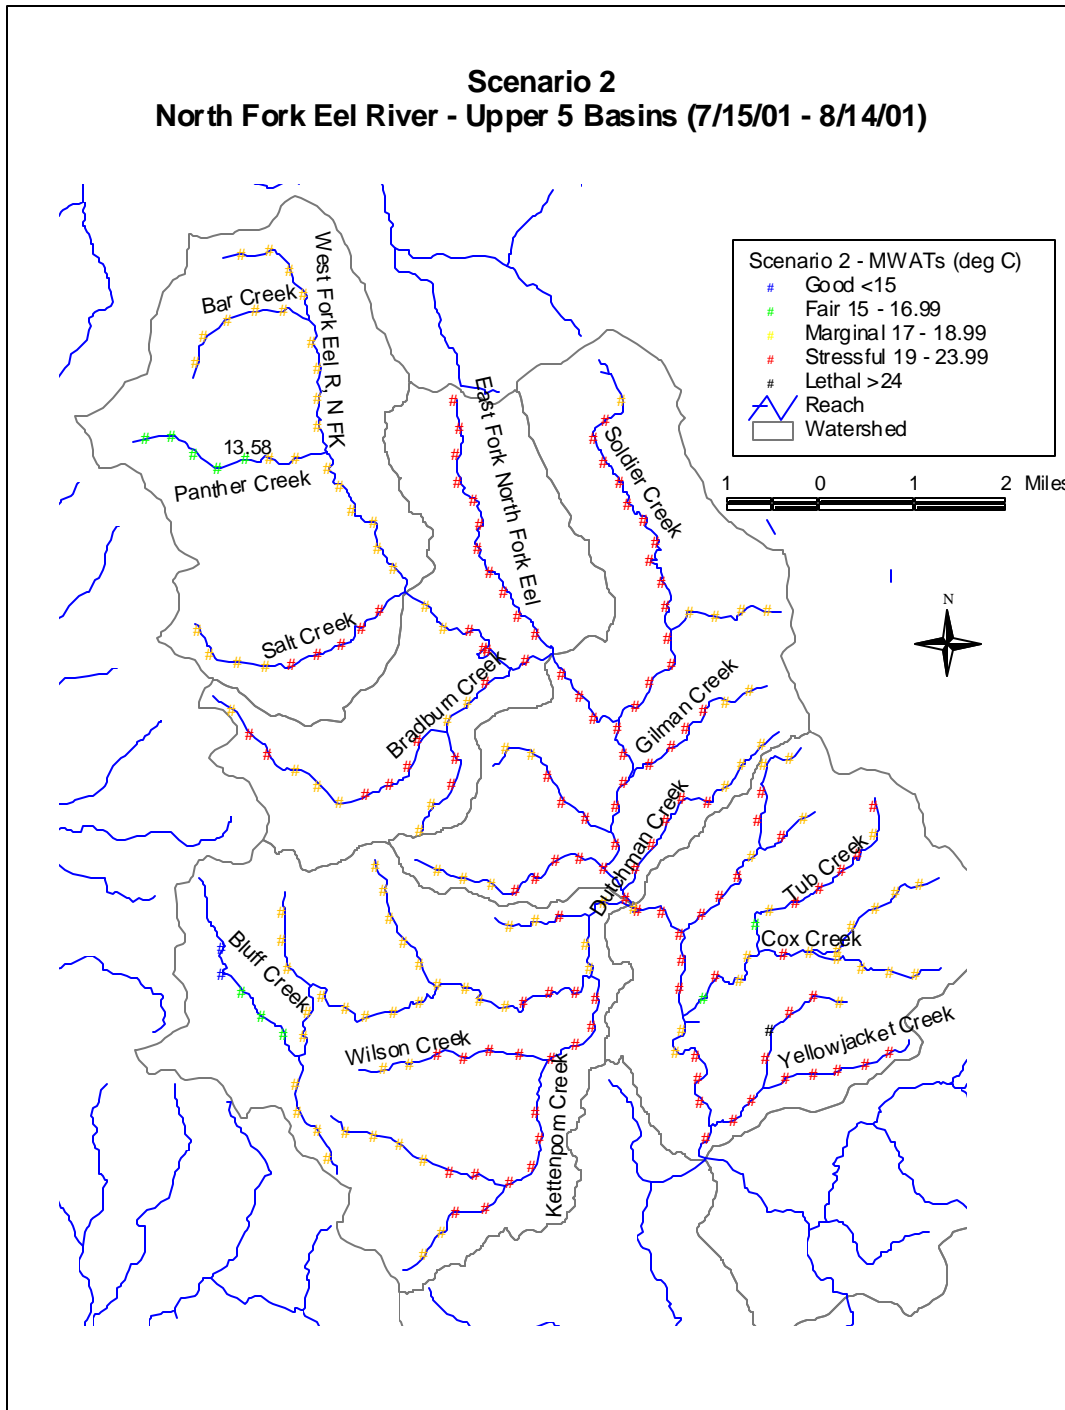 Scenario 2
North Fork Eel River - Upper 5 Basins (7/15/01 - 8/14/01)
Scenario 2 - MWATs (deg C)
# Good <15
# Fair 15 - 16.99
# Marginal 17 - 18.99
# Stressful 19 - 23.99
# Lethal >24
Reach
Watershed
1 0 1 2 Miles
N
West Fork Eel R, N FK
Bar Creek
13.58
Panther Creek
East Fork North Fork Eel
Soldier Creek
Salt Creek
Bradburn Creek
Gilman Creek
Dutchman Creek
Tub Creek
Cox Creek
Bluff Creek
Wilson Creek
Yellowjacket Creek
Kettenpom Creek